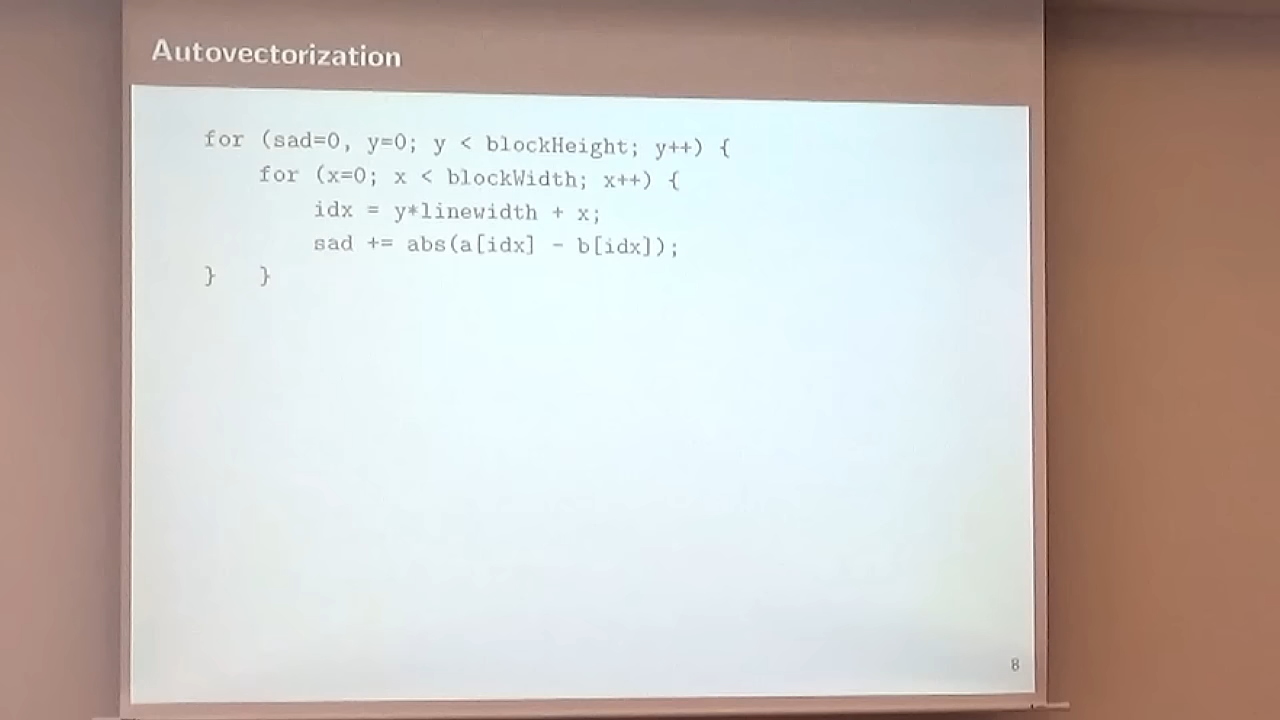 Autovectorization
for (sad=0, y=0; y < blockHeight; y++) {
for (x=0; x < blockWidth; x++) {
idx = y*linewidth + x;
sad += abs(a[idx] - b[idx]);
} }
8